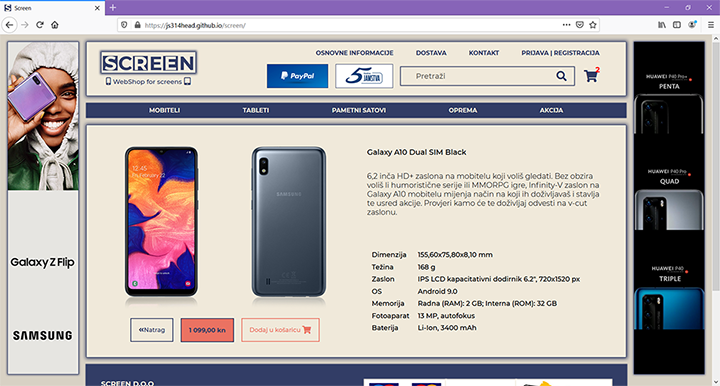 Screen
https://js314head.github.io/screen/
SCREEN
WebShop for screens
OSNOVNE INFORMACIJE
DOSTAVA
KONTAKT
PRIJAVA | REGISTRACIJA
PayPal
5
JAMSTVA
Pretraži
2
MOBITELI
TABLETI
PAMETNI SATOVI
OPREMA
AKCIJA
Galaxy Z Flip
SAMSUNG
12:45
SAMSUNG
Galaxy A10 Dual SIM Black
6,2 inča HD+ zaslona na mobitelu koji voliš gledati. Bez obzira
voliš li humoristične serije ili MMORPG igre, Infinity-V zaslon na
Galaxy A10 mobitelu mijenja način na koji ih doživljavaš i stavlja
te usred akcije. Provjeri kamo će te doživljaj odvesti na v-cut
zaslonu.
Dimenzija 155,60x75,80x8,10 mm
Težina 168 g
Zaslon IPS LCD kapacitativni dodirnik 6.2", 720x1520 px
OS Android 9.0
Memorija Radna (RAM): 2 GB; Interna (ROM): 32 GB
Fotoaparat 13 MP, autofokus
Baterija Li-Ion, 3400 mAh
«Natrag
1 099,00 kn
Dodaj u košaricu
HUAWEI P40 Pro+
PENTA
HUAWEI P40 Pro
QUAD
HUAWEI P40
TRIPLE
SCREEN D.O.O